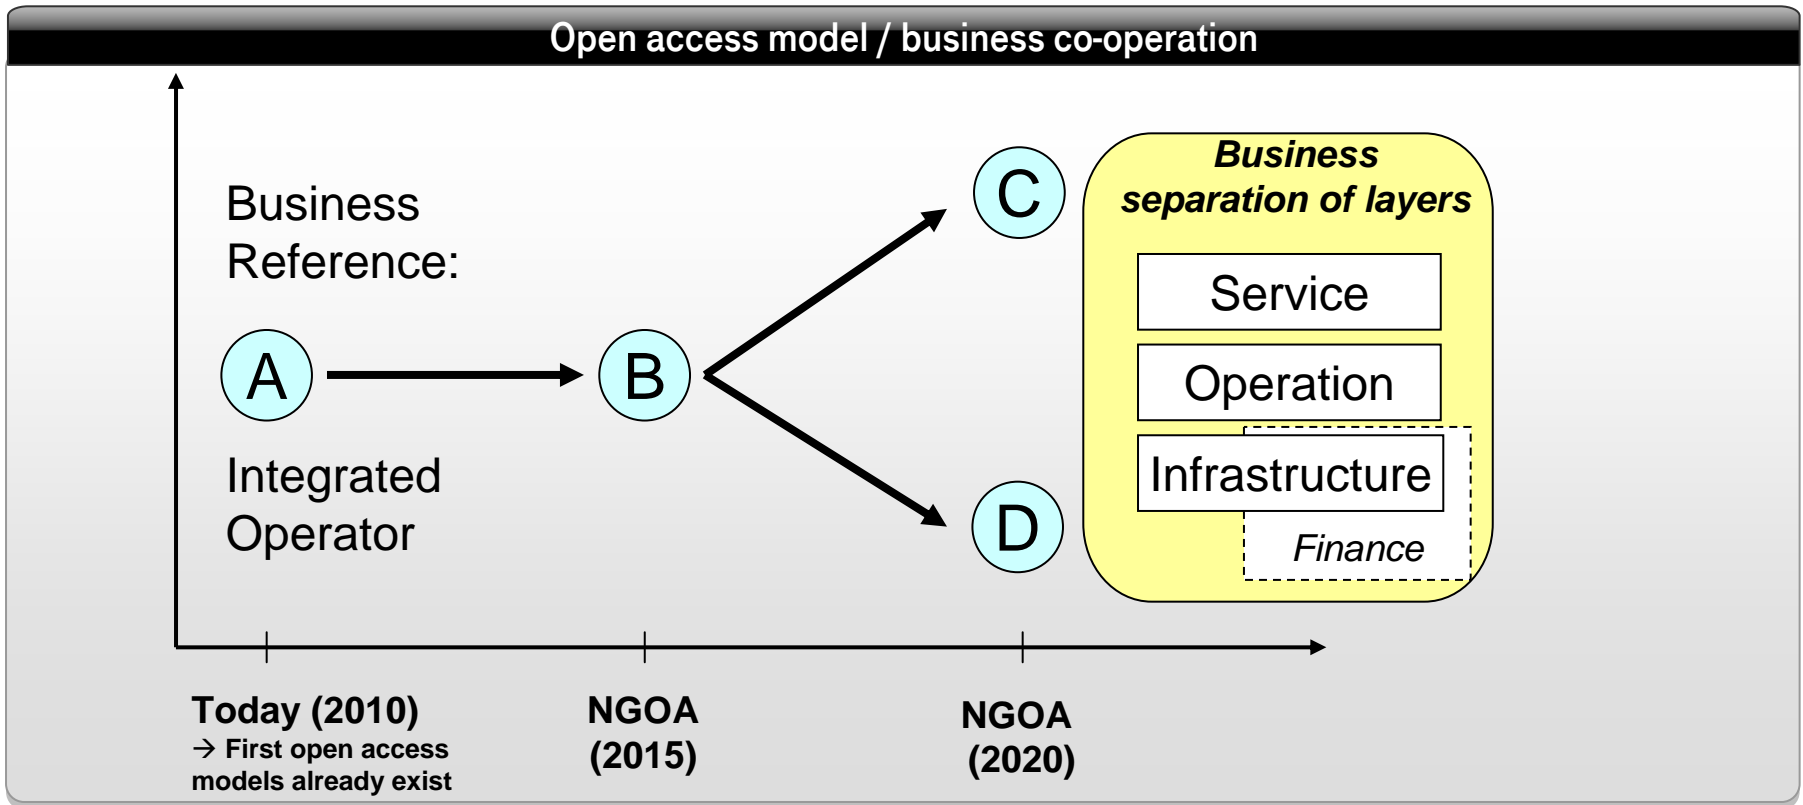 Open access model / business co-operation
Business
Reference:
A
Integrated
Operator
B
C
D
Business
separation of layers
Service
Operation
Infrastructure
Finance
Today (2010)
→ First open access
models already exist
NGOA
(2015)
NGOA
(2020)